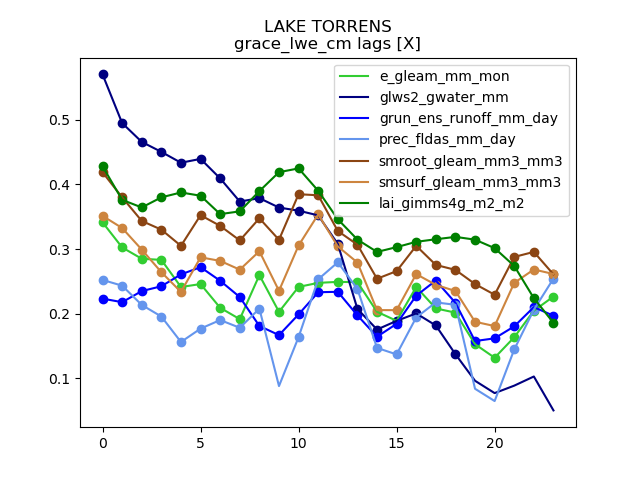 LAKE TORRENS
grace_lwe_cm lags [X]
e_gleam_mm_mon
glws2_gwater_mm
grun_ens_runoff_mm_day
prec_fldas_mm_day
smroot_gleam_mm3_mm3
smsurf_gleam_mm3_mm3
lai_gimms4g_m2_m2
0.5
0.4
0.3
0.2
0.1
0 5 10 15 20